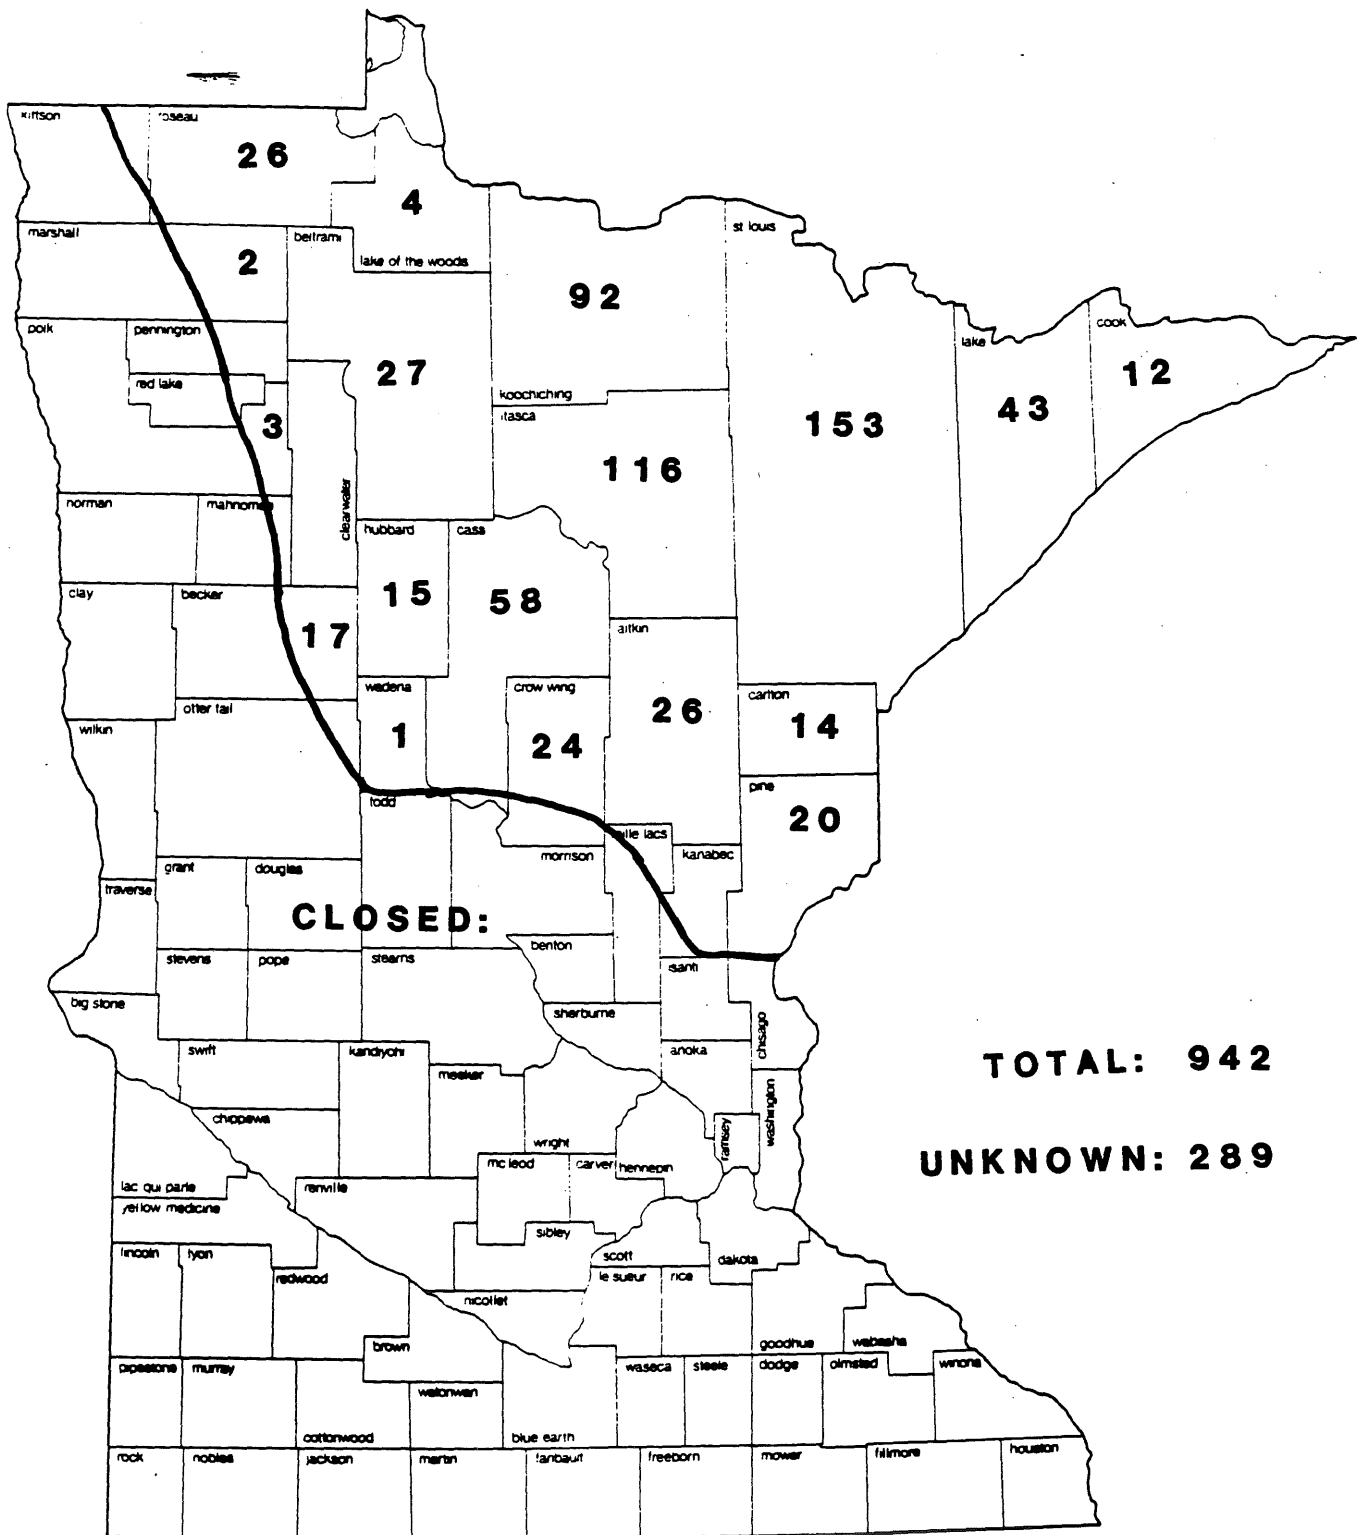 kittson
roseau
26
4
marshall
2
beltrami
lake of the woods
st louis
92
polk
pennington
lake
cook
red lake
27
12
koochiching
3
itasca
153
43
116
norman
mahnomen
clearwater
hubbard
cass
clay
becker
15
58
17
aitkin
wadena
crow wing
carlton
otter tail
wilkin
1
24
26
14
todd
pine
20
mille lacs
morrison
kanabec
grant
douglas
traverse
CLOSED:
benton
stevens
pope
stearns
isanti
big stone
sherburne
chisago
swift
kandiyohi
anoka
TOTAL: 942
meeker
washington
chippewa
ramsey
wright
UNKNOWN: 289
mc leod
carver
hennepin
lac qui parle
renville
yellow medicine
sibley
lincoln
lyon
scott
dakota
redwood
le sueur
rice
nicollet
brown
goodhue
wabasha
pipestone
murray
waseca
steele
dodge
olmsted
winona
watonwan
cottonwood
blue earth
rock
nobles
jackson
martin
faribault
freeborn
mower
fillmore
houston